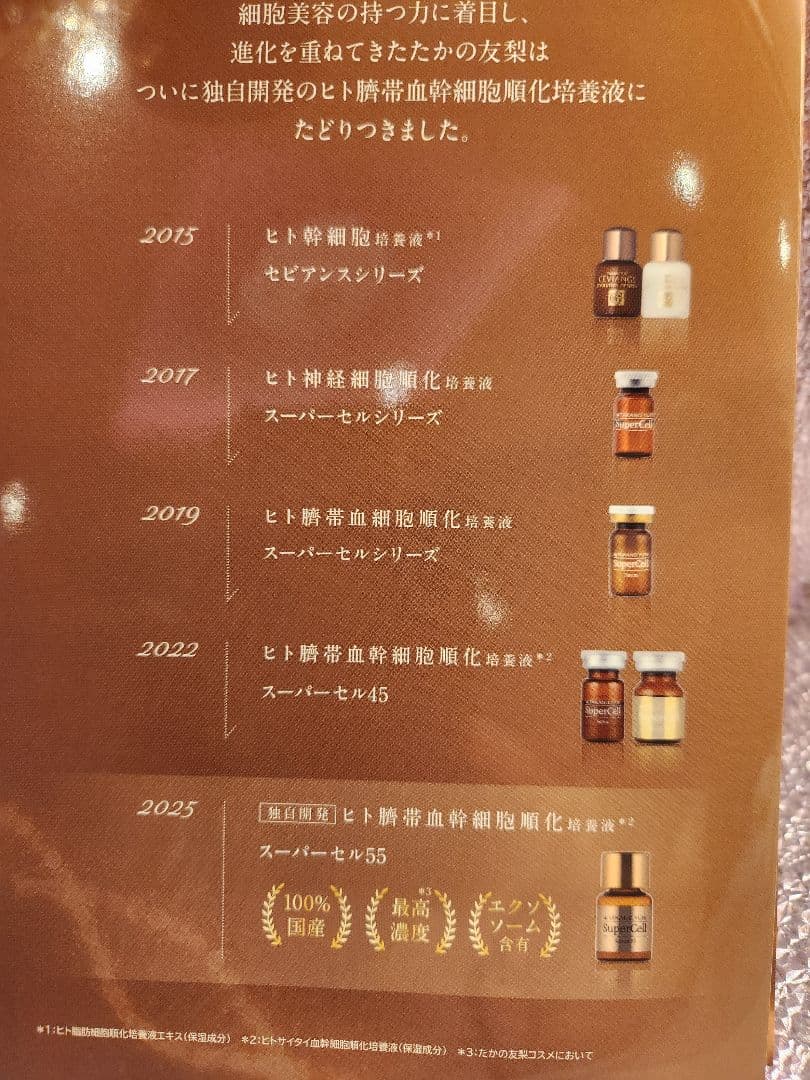 細胞美容の持つ力に着目し、
進化を重ねてきたたかの友梨は
ついに独自開発のヒト臍帯血幹細胞順化培養液に
たどりつきました。
2015
ヒト幹細胞培養液*1
セビアンスシリーズ
CEVIANCE
2017
ヒト神経細胞順化培養液
スーパーセルシリーズ
SuperCell
2019
ヒト臍帯血細胞順化培養液
スーパーセルシリーズ
SuperCell
2022
ヒト臍帯血幹細胞順化培養液*2
スーパーセル45
SuperCell
2025
独自開発 ヒト臍帯血幹細胞順化培養液*2
スーパーセル55
100%
国産
最高*3
濃度
エクソ
ソーム
含有
SuperCell
*1:ヒト脂肪細胞順化培養液エキス(保湿成分) *2:ヒトサイタイ血幹細胞順化培養液(保湿成分) *3:たかの友梨コスメにおいて